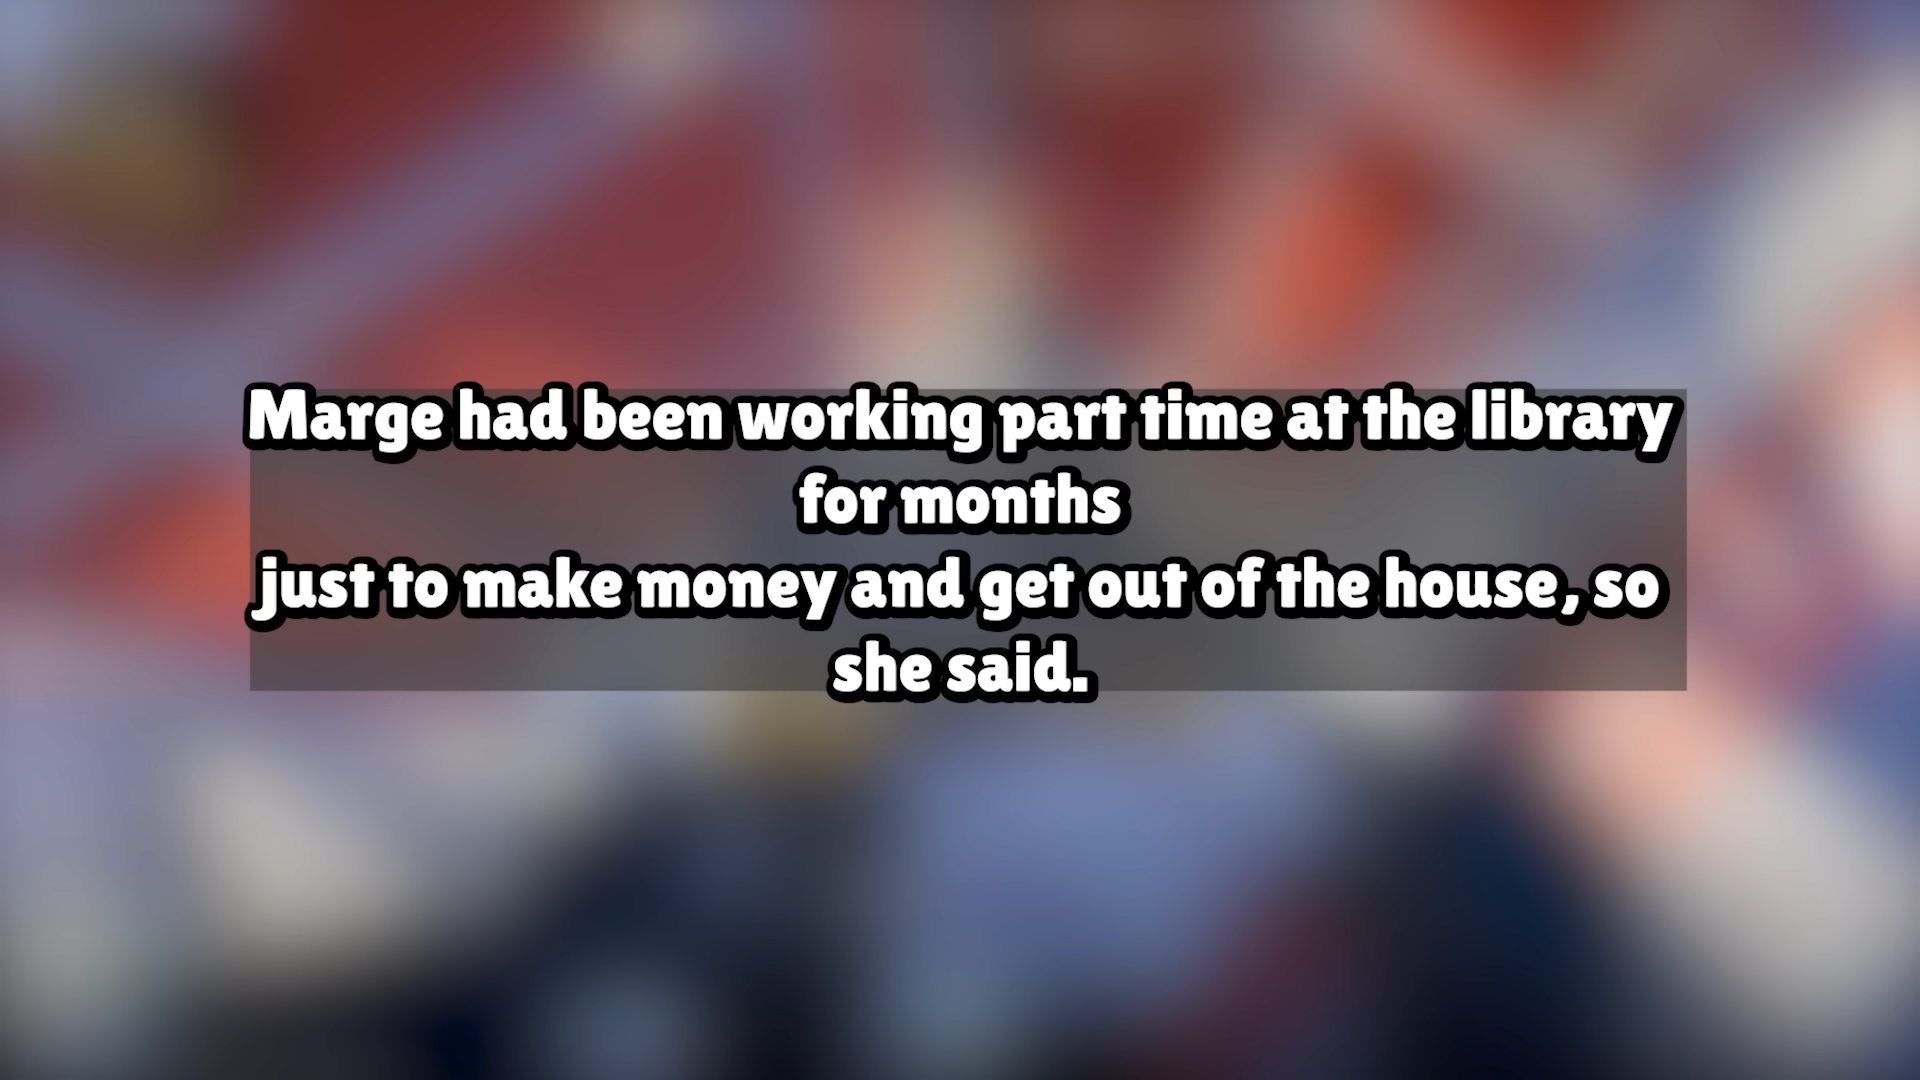 Marge had been working part time at the library
for months
just to make money and get out of the house, so
she said.